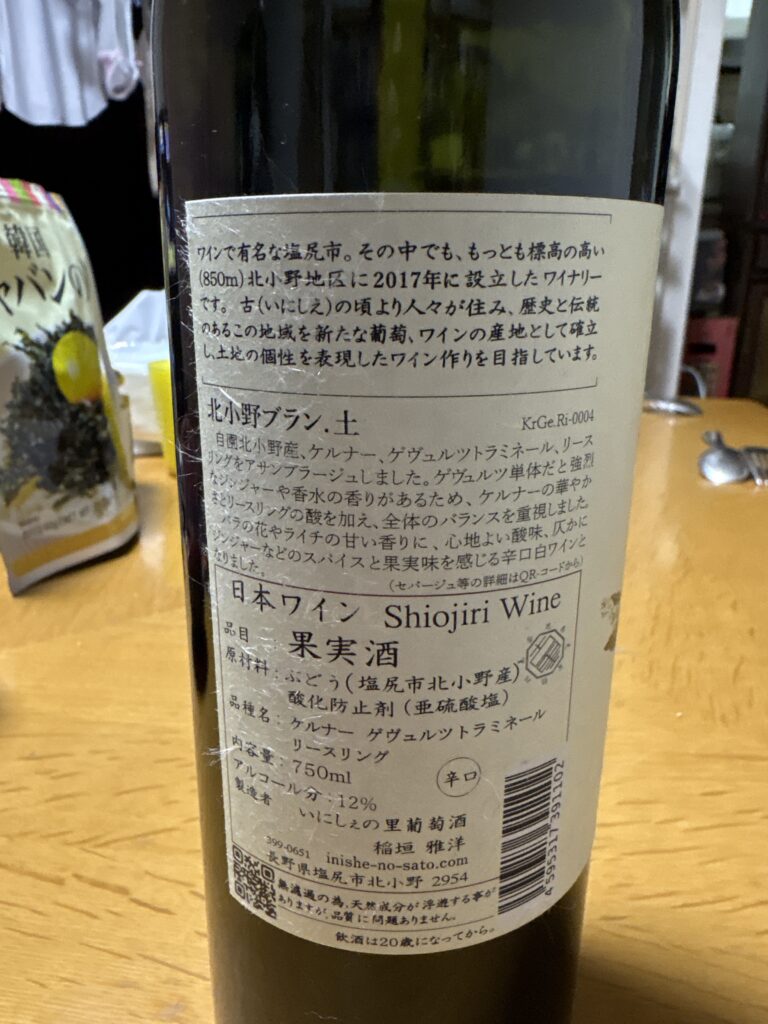 韓国
ャバンの
ワインで有名な塩尻市。その中でも、もっとも標高の高い
(850m)北小野地区に2017年に設立したワイナリー
です。古(いにしえ)の頃より人々が住み、歴史と伝統
のあるこの地域を新たな葡萄、ワインの産地として確立
し、土地の個性を表現したワイン作りを目指しています。
北小野ブラン.土 KrGe.Ri-0004
自園北小野産、ケルナー、ゲヴュルツトラミネール、リース
リングをアサンブラージュしました。ゲヴュルツ単体だと強烈
なジンジャーや香水の香りがあるため、ケルナーの華やか
さとリースリングの酸を加え、全体のバランスを重視しました。
バラの花やライチの甘い香りに、心地よい酸味、仄かに
ジンジャーなどのスパイスと果実味を感じる辛口白ワインと
なりました。
(セパージュ等の詳細はQR-コードから)
日本ワイン Shiojiri Wine
品目 果実酒
原材料:ぶどう(塩尻市北小野産)
酸化防止剤(亜硫酸塩)
品種名:ケルナー ゲヴュルツトラミネール
リースリング
内容量:750ml
辛口
アルコール分:12%
製造者 いにしぇの里葡萄酒
稲垣 雅洋
399-0651 inishe-no-sato.com
長野県塩尻市北小野 2954
無濾過の為、天然成分が浮遊する事が
ありますが、品質に問題ありません。
飲酒は20歳になってから。
4595317391102